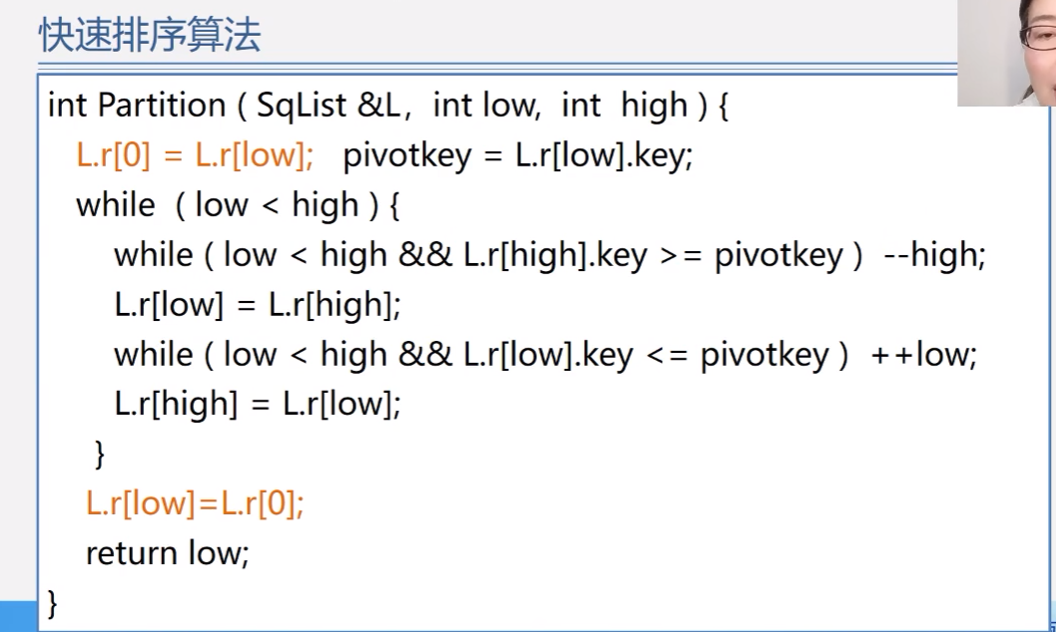 快速排序算法
int Partition ( SqList &L,  int low,  int  high ) {
L.r[0] = L.r[low];   pivotkey = L.r[low].key;
while  ( low < high ) {
while ( low < high && L.r[high].key >= pivotkey )  --high;
L.r[low] = L.r[high];
while ( low < high && L.r[low].key <= pivotkey )  ++low;
L.r[high] = L.r[low];
}
L.r[low]=L.r[0];
return low;
}